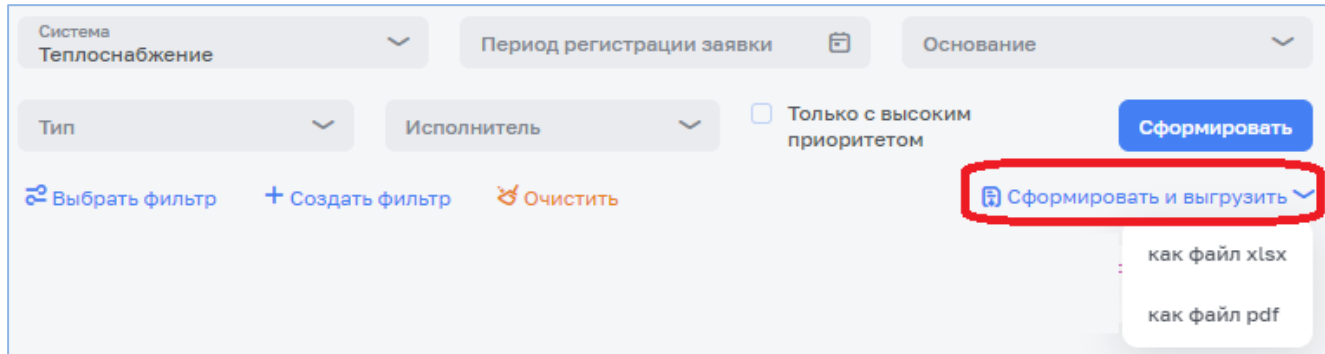 Система
Теплоснабжение
Период регистрации заявки
Основание
Тип
Исполнитель
Только с высоким
приоритетом
Сформировать
Выбрать фильтр
+ Создать фильтр
Очистить
Сформировать и выгрузить
как файл xlsx
как файл pdf